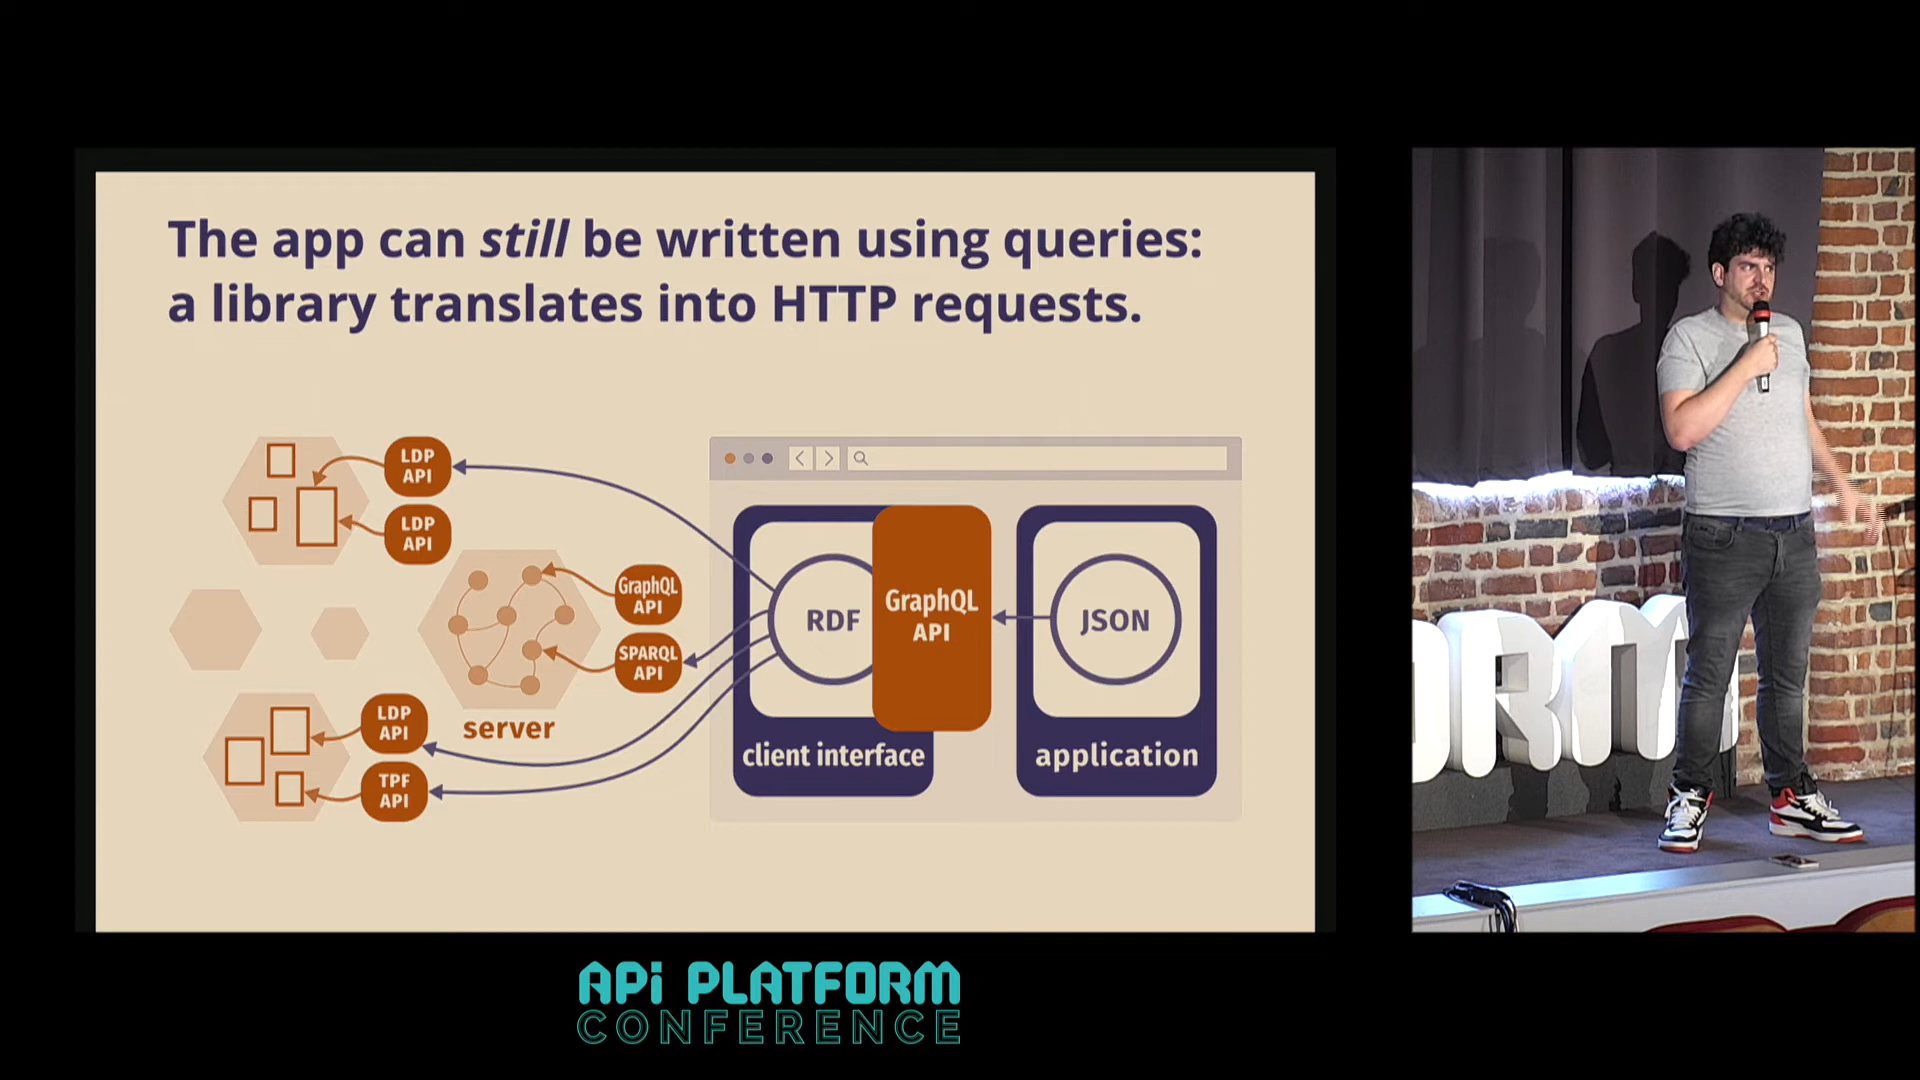 The app can still be written using queries:
a library translates into HTTP requests.
LDP
API
LDP
API
GraphQL
API
SPARQL
API
server
LDP
API
TPF
API
RDF
GraphQL
API
JSON
client interface
application
ORM
API PLATFORM
CONFERENCE